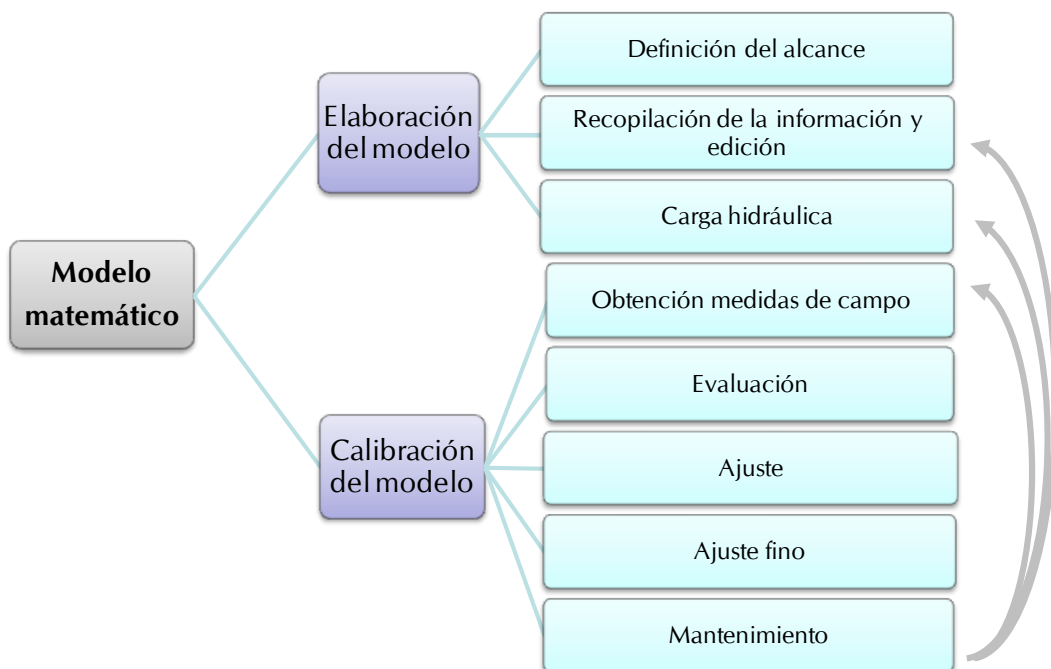 Modelo
matemático
Elaboración
del modelo
Definición del alcance
Recopilación de la información y
edición
Carga hidráulica
Calibración
del modelo
Obtención medidas de campo
Evaluación
Ajuste
Ajuste fino
Mantenimiento